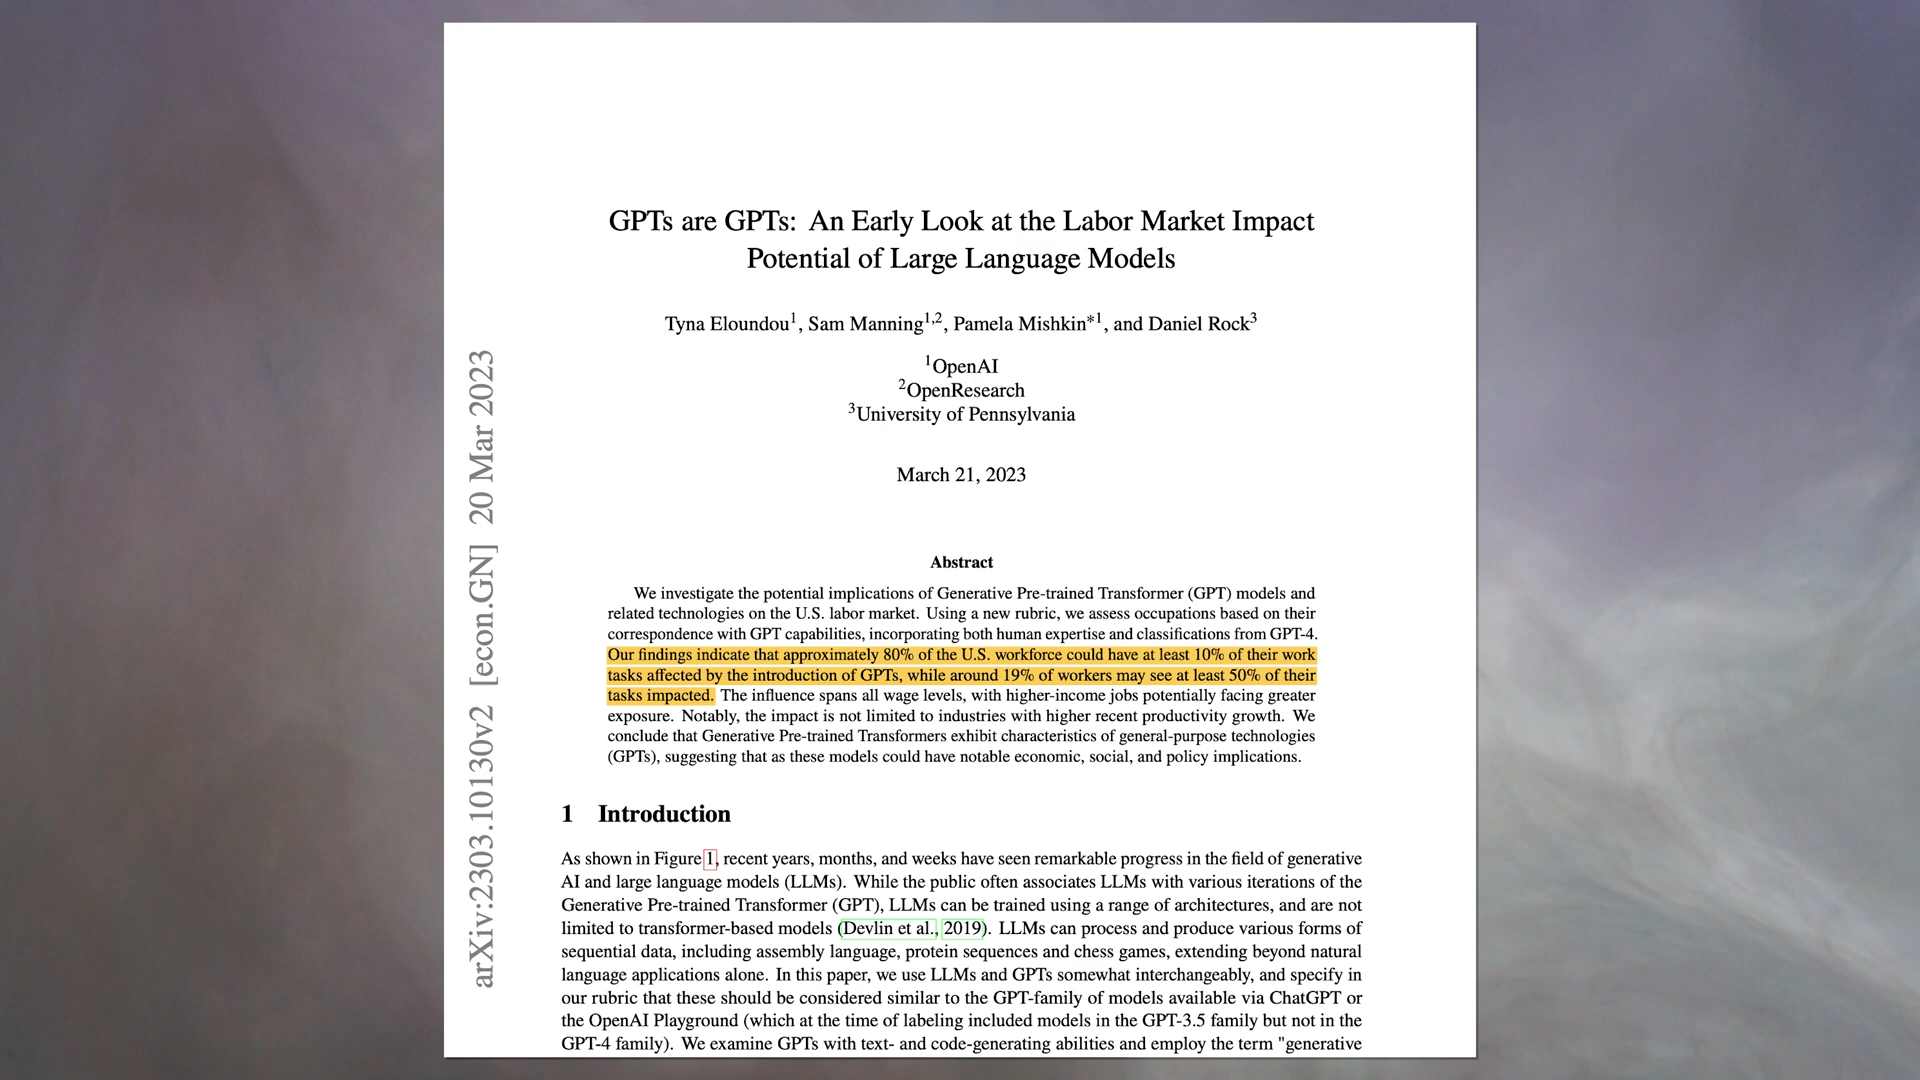 GPTs are GPTs: An Early Look at the Labor Market Impact
Potential of Large Language Models
Tyna Eloundou1, Sam Manning1,2, Pamela Mishkin*1, and Daniel Rock3
1OpenAI
2OpenResearch
3University of Pennsylvania
March 21, 2023
arXiv:2303.10130v2 [econ.GN] 20 Mar 2023
Abstract
We investigate the potential implications of Generative Pre-trained Transformer (GPT) models and
related technologies on the U.S. labor market. Using a new rubric, we assess occupations based on their
correspondence with GPT capabilities, incorporating both human expertise and classifications from GPT-4.
Our findings indicate that approximately 80% of the U.S. workforce could have at least 10% of their work
tasks affected by the introduction of GPTs, while around 19% of workers may see at least 50% of their
tasks impacted. The influence spans all wage levels, with higher-income jobs potentially facing greater
exposure. Notably, the impact is not limited to industries with higher recent productivity growth. We
conclude that Generative Pre-trained Transformers exhibit characteristics of general-purpose technologies
(GPTs), suggesting that as these models could have notable economic, social, and policy implications.
1 Introduction
As shown in Figure 1, recent years, months, and weeks have seen remarkable progress in the field of generative
AI and large language models (LLMs). While the public often associates LLMs with various iterations of the
Generative Pre-trained Transformer (GPT), LLMs can be trained using a range of architectures, and are not
limited to transformer-based models (Devlin et al., 2019). LLMs can process and produce various forms of
sequential data, including assembly language, protein sequences and chess games, extending beyond natural
language applications alone. In this paper, we use LLMs and GPTs somewhat interchangeably, and specify in
our rubric that these should be considered similar to the GPT-family of models available via ChatGPT or
the OpenAI Playground (which at the time of labeling included models in the GPT-3.5 family but not in the
GPT-4 family). We examine GPTs with text- and code-generating abilities and employ the term "generative